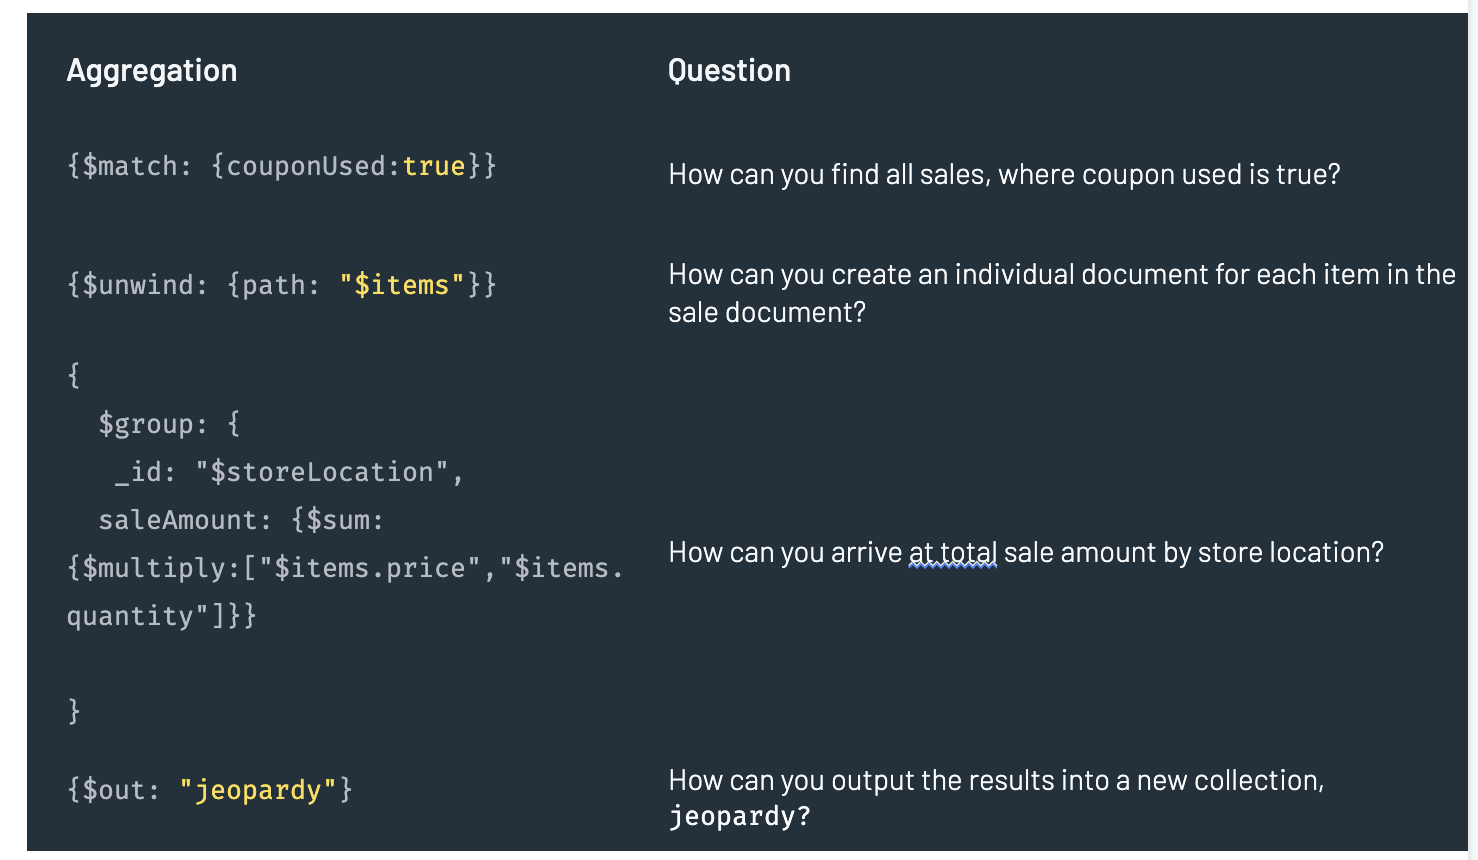 Aggregation
Question
{$match: {couponUsed:true}}
How can you find all sales, where coupon used is true?
{$unwind: {path: "$items"}}
How can you create an individual document for each item in the
sale document?
{
$group: {
_id: "$storeLocation",
saleAmount: {$sum:
{$multiply:["$items.price","$items.
quantity"]}}
}
How can you arrive at total sale amount by store location?
{$out: "jeopardy"}
How can you output the results into a new collection,
jeopardy?